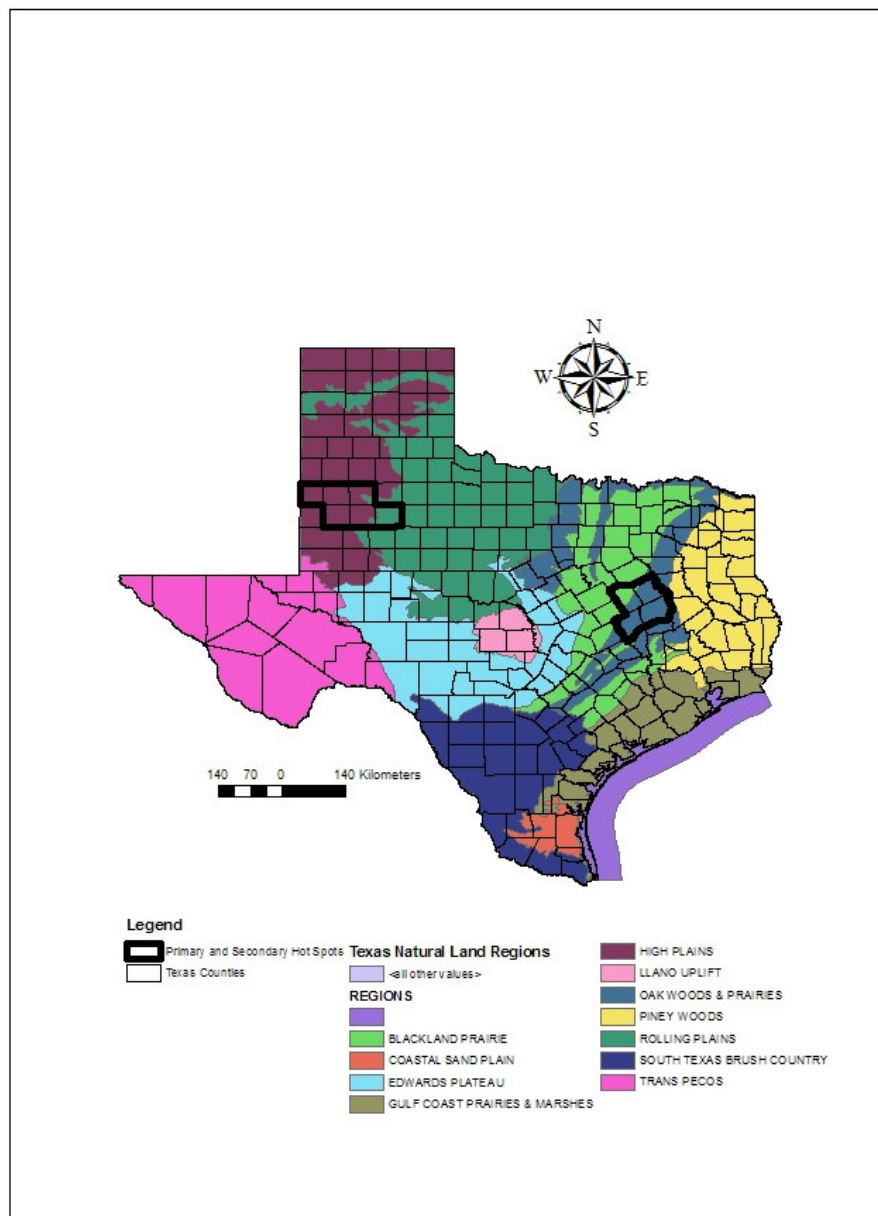 N
W E
S
140 70 0 140 Kilometers
Legend
Primary and Secondary Hot Spots
Texas Counties
Texas Natural Land Regions
<all other values>
REGIONS
BLACKLAND PRAIRIE
COASTAL SAND PLAIN
EDWARDS PLATEAU
GULF COAST PRAIRIES & MARSHES
HIGH PLAINS
LLANO UPLIFT
OAK WOODS & PRAIRIES
PINEY WOODS
ROLLING PLAINS
SOUTH TEXAS BRUSH COUNTRY
TRANS PECOS